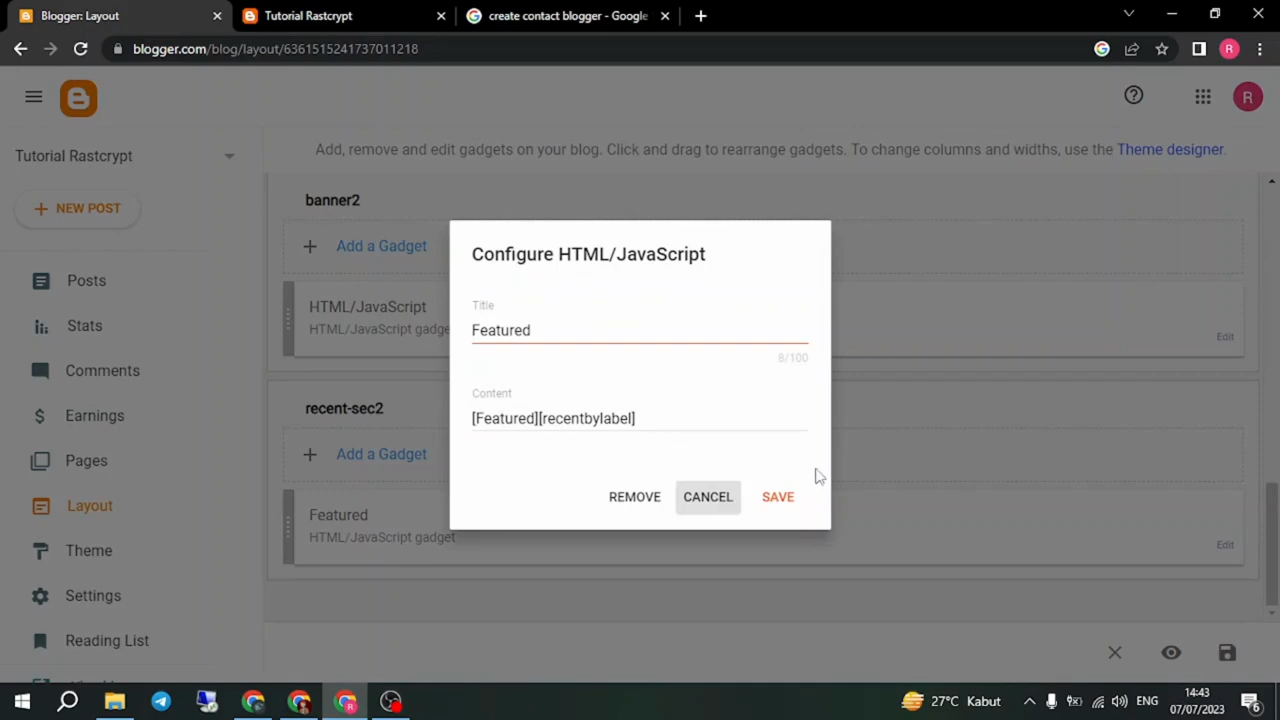 Blogger: Layout
Tutorial Rastcrypt
create contact blogger - Google
blogger.com/blog/layout/6361515241737011218
R
R
Tutorial Rastcrypt
Add, remove and edit gadgets on your blog. Click and drag to rearrange gadgets. To change columns and widths, use the Theme designer.
NEW POST
Posts
Stats
Comments
Earnings
Pages
Layout
Theme
Settings
Reading List
banner2
Add a Gadget
HTML/JavaScript
HTML/JavaScript gadge
Edit
recent-sec2
Add a Gadget
Featured
HTML/JavaScript gadget
Edit
Configure HTML/JavaScript
Title
Featured
8/100
Content
[Featured][recentbylabel]
REMOVE
CANCEL
SAVE
27°C Kabut
ENG
14:43
07/07/2023
6